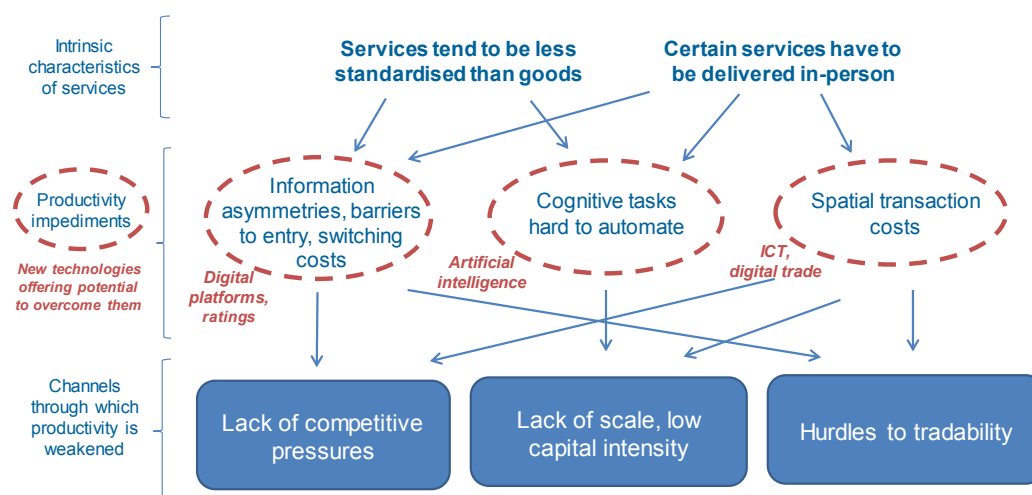 Intrinsic
characteristics
of services
Services tend to be less
standardised than goods
Certain services have to
be delivered in-person
Productivity
impediments
New technologies
offering potential
to overcome them
Information
asymmetries, barriers
to entry, switching
costs
Digital
platforms,
ratings
Cognitive tasks
hard to automate
Artificial
intelligence
Spatial transaction
costs
ICT,
digital trade
Channels
through which
productivity is
weakened
Lack of competitive
pressures
Lack of scale, low
capital intensity
Hurdles to tradability